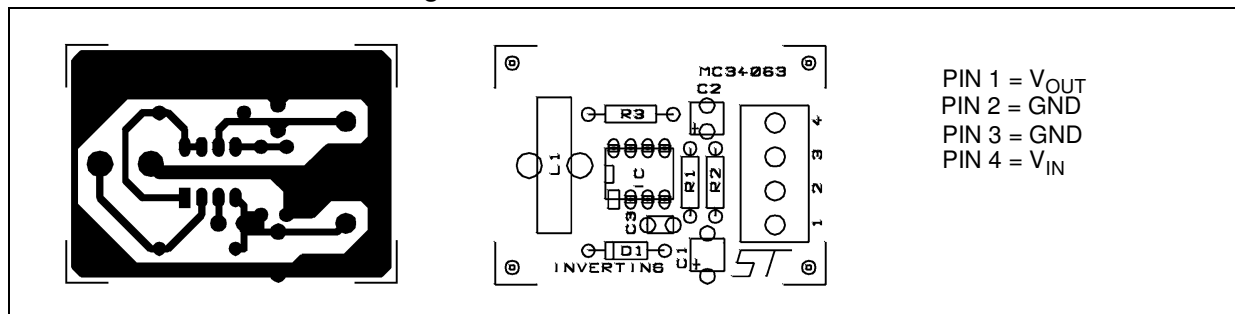 MC34063
C2
R3
4
3
2
1
L1
IC
R1
R2
C3
D1
C1
INVERTING
ST
PIN 1 = VOUT
PIN 2 = GND
PIN 3 = GND
PIN 4 = VIN